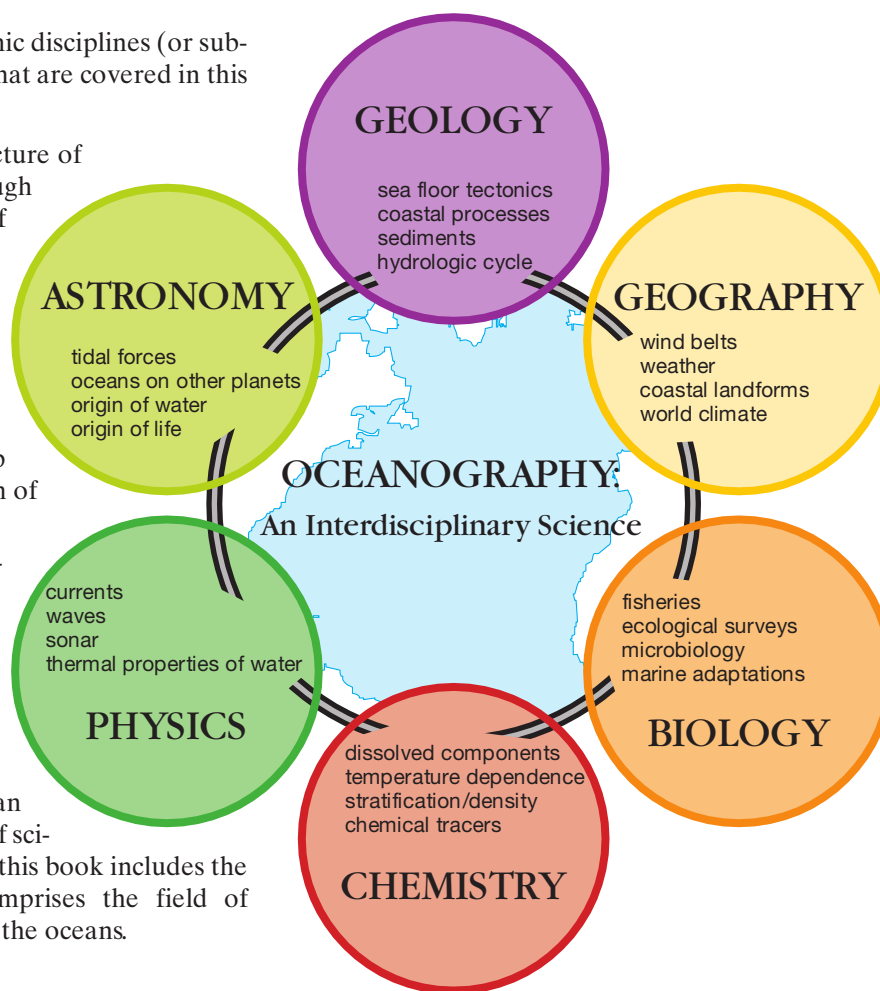 nic disciplines (or sub-
hat are covered in this
cture of
ugh
f
n of
an
f sci-
this book includes the
mprises the field of
the oceans.
GEOLOGY
sea floor tectonics
coastal processes
sediments
hydrologic cycle
ASTRONOMY
tidal forces
oceans on other planets
origin of water
origin of life
GEOGRAPHY
wind belts
weather
coastal landforms
world climate
OCEANOGRAPHY:
An Interdisciplinary Science
currents
waves
sonar
thermal properties of water
PHYSICS
fisheries
ecological surveys
microbiology
marine adaptations
BIOLOGY
dissolved components
temperature dependence
stratification/density
chemical tracers
CHEMISTRY